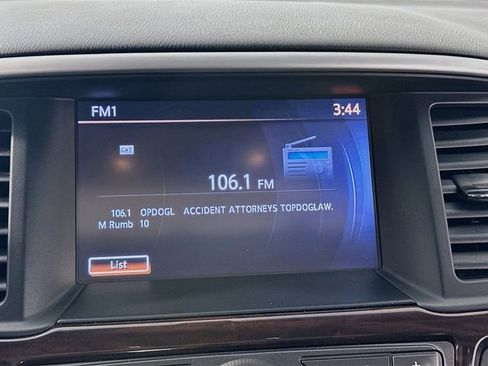 FM1 3:44
CAT
106.1 FM
106.1 OPDOGL ACCIDENT ATTORNEYS TOPDOGLAW.
M Rumb 10
List